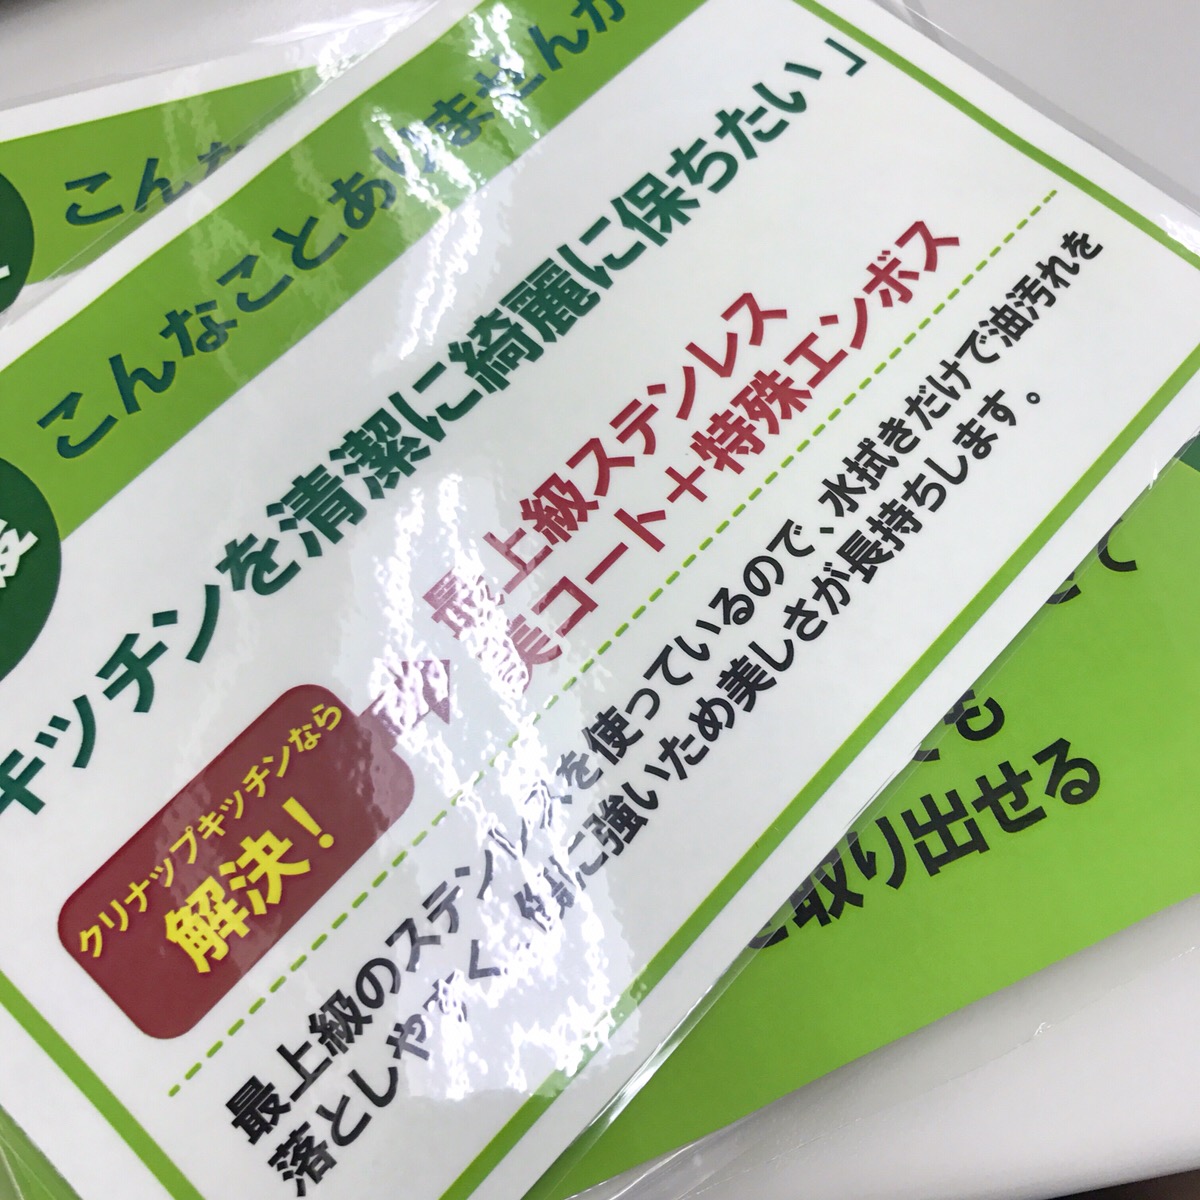 こんな
こんなことありませんか
キッチンを清潔に綺麗に保ちたい」
クリナップキッチンなら
解決!
最上級ステンレス
美コート+特殊エンボス
最上級のステンレスを使っているので、水拭きだけで油汚れを
落としやすく、傷に強いため美しさが長持ちします。
取り出せる